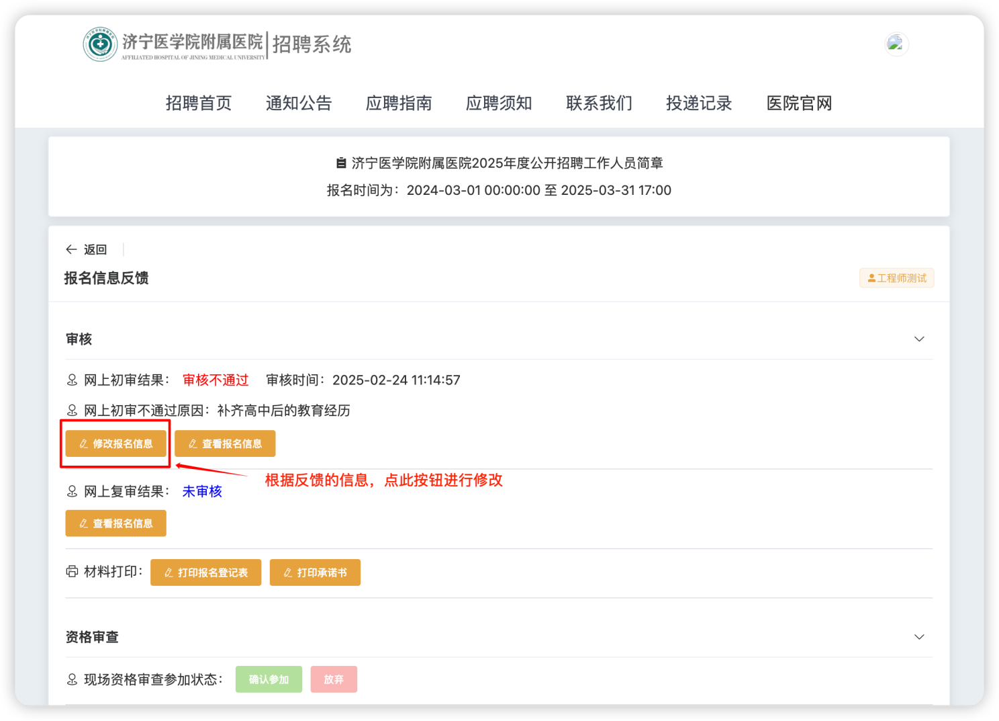 济宁医学院附属医院 招聘系统
AFFILIATED HOSPITAL OF JINING MEDICAL UNIVERSITY
招聘首页 通知公告 应聘指南 应聘须知 联系我们 投递记录 医院官网
济宁医学院附属医院2025年度公开招聘工作人员简章
报名时间为：2024-03-01 00:00:00 至 2025-03-31 17:00
返回
报名信息反馈
工程师测试
审核
网上初审结果： 审核不通过 审核时间：2025-02-24 11:14:57
网上初审不通过原因：补齐高中后的教育经历
修改报名信息 查看报名信息
根据反馈的信息，点此按钮进行修改
网上复审结果： 未审核
查看报名信息
材料打印： 打印报名登记表 打印承诺书
资格审查
现场资格审查参加状态： 确认参加 放弃